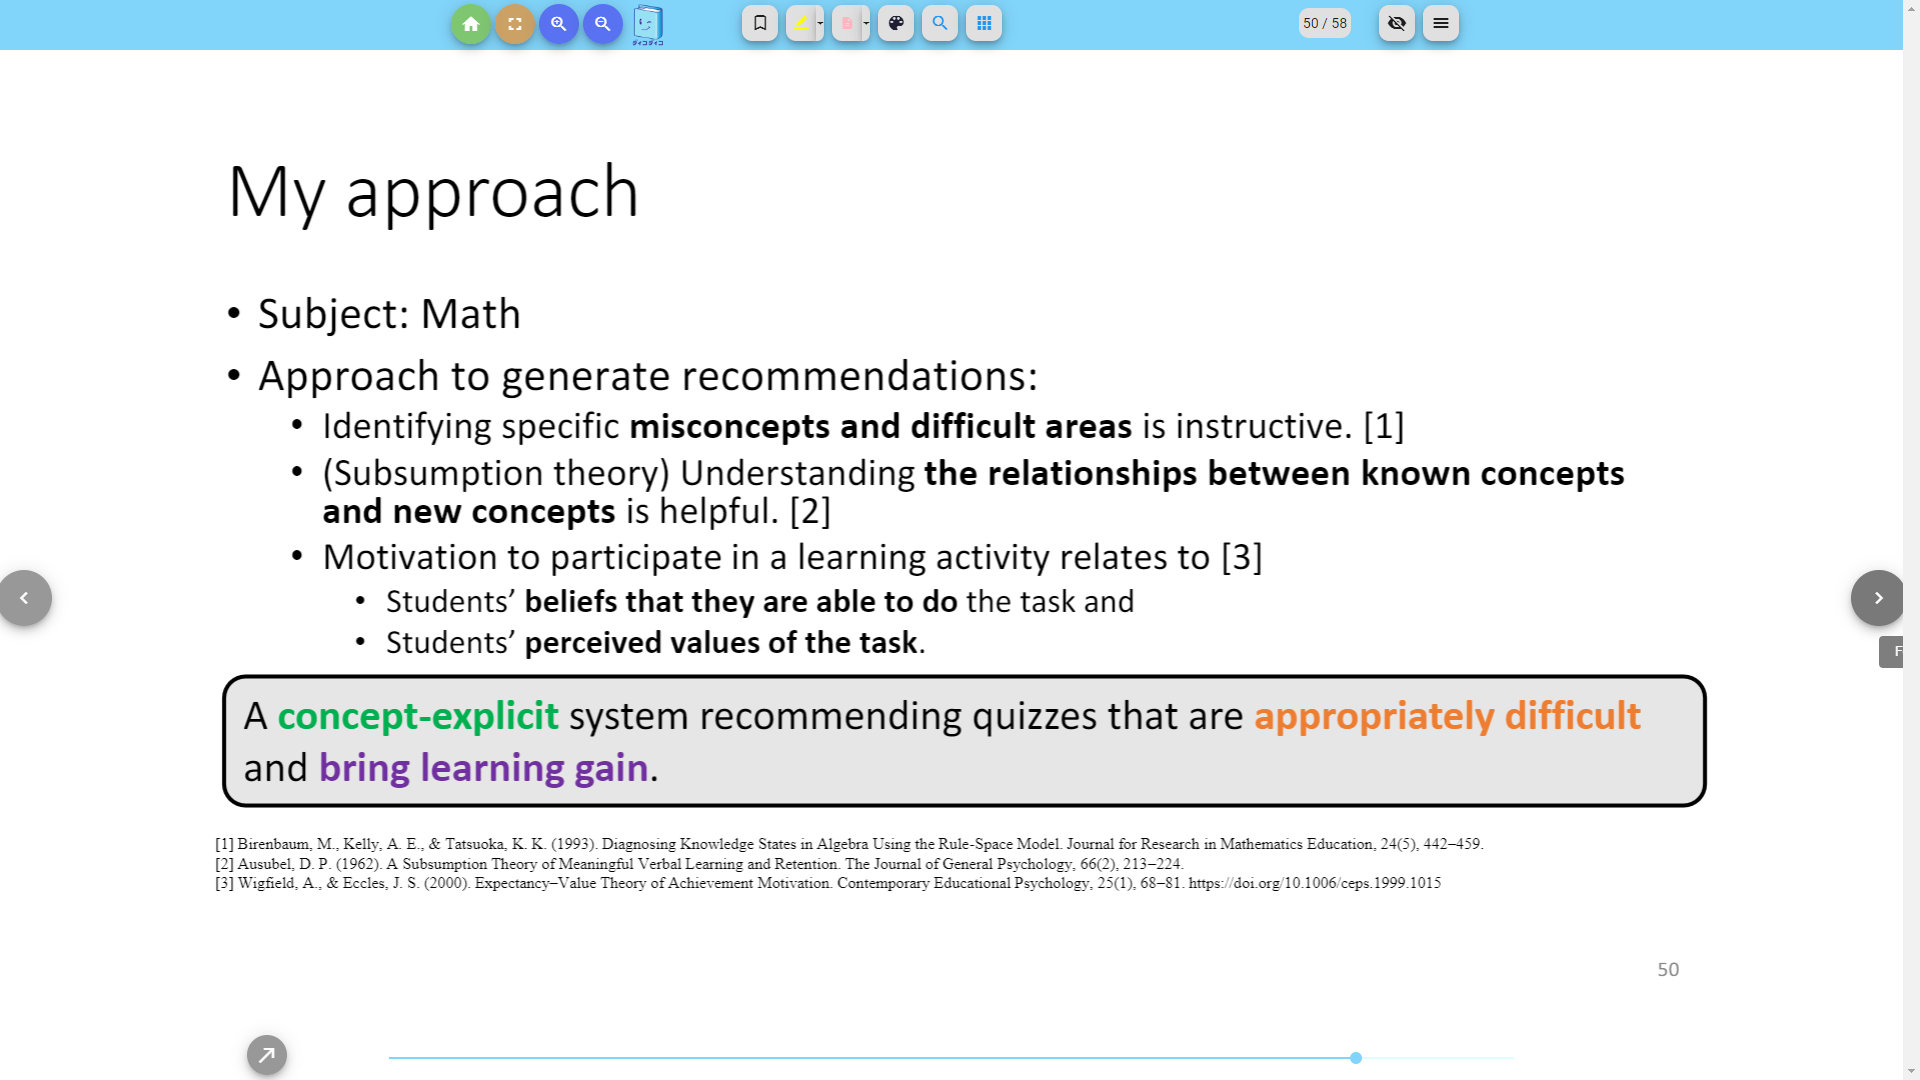 ダイコダイコ
50 / 58
My approach
• Subject: Math
• Approach to generate recommendations:
• Identifying specific misconcepts and difficult areas is instructive. [1]
• (Subsumption theory) Understanding the relationships between known concepts
and new concepts is helpful. [2]
• Motivation to participate in a learning activity relates to [3]
• Students’ beliefs that they are able to do the task and
• Students’ perceived values of the task.
F
A concept-explicit system recommending quizzes that are appropriately difficult
and bring learning gain.
[1] Birenbaum, M., Kelly, A. E., & Tatsuoka, K. K. (1993). Diagnosing Knowledge States in Algebra Using the Rule-Space Model. Journal for Research in Mathematics Education, 24(5), 442–459.
[2] Ausubel, D. P. (1962). A Subsumption Theory of Meaningful Verbal Learning and Retention. The Journal of General Psychology, 66(2), 213–224.
[3] Wigfield, A., & Eccles, J. S. (2000). Expectancy–Value Theory of Achievement Motivation. Contemporary Educational Psychology, 25(1), 68–81. https://doi.org/10.1006/ceps.1999.1015
50